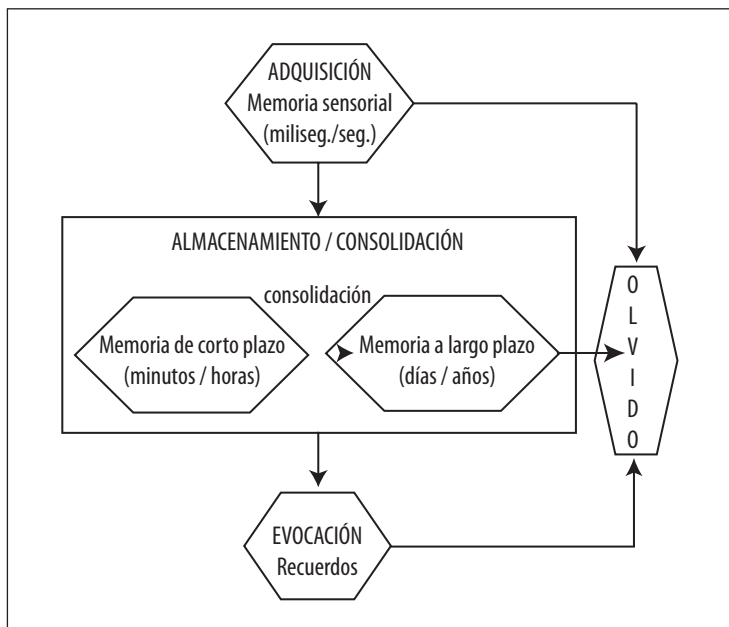 ADQUISICIÓN
Memoria sensorial
(miliseg./seg.)
ALMACENAMIENTO / CONSOLIDACIÓN
consolidación
Memoria de corto plazo
(minutos / horas)
Memoria a largo plazo
(días / años)
O
L
V
I
D
O
EVOCACIÓN
Recuerdos